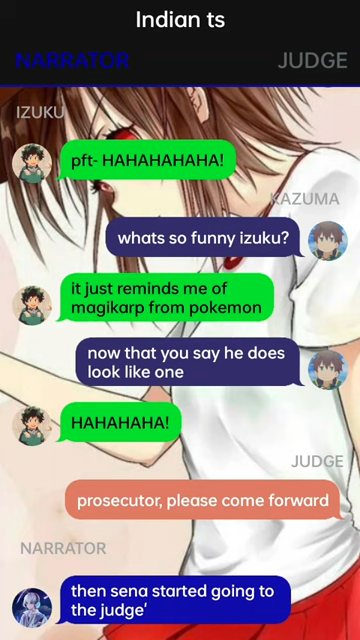 Indian ts
NARRATOR
JUDGE
IZUKU
pft- HAHAHAHAHA!
KAZUMA
whats so funny izuku?
it just reminds me of
magikarp from pokemon
now that you say he does
look like one
HAHAHAHA!
JUDGE
prosecutor, please come forward
NARRATOR
then sena started going to
the judge'